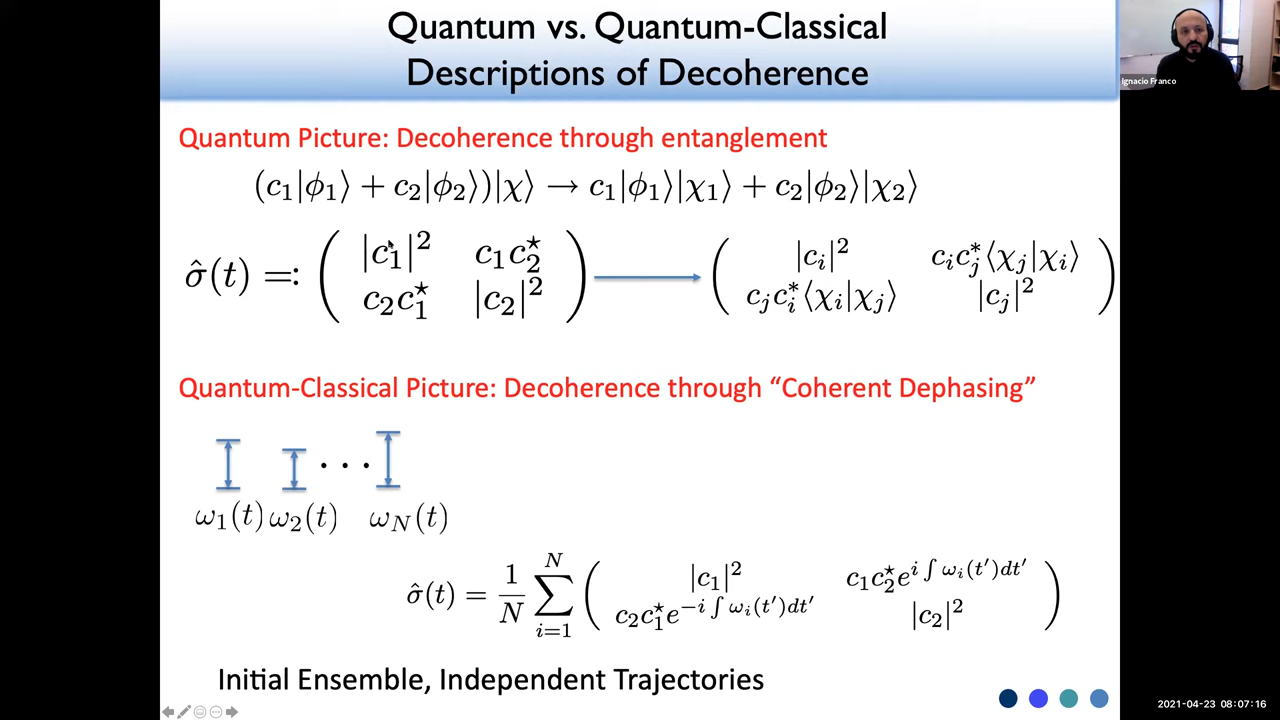 Quantum vs. Quantum-Classical
Descriptions of Decoherence
Ignacio Franco
Quantum Picture: Decoherence through entanglement
(c₁|ϕ₁⟩ + c₂|ϕ₂⟩)|χ⟩ → c₁|ϕ₁⟩|χ₁⟩ + c₂|ϕ₂⟩|χ₂⟩
σ̂(t) =: ( |c₁|² c₁c₂⋆ ; c₂c₁⋆ |c₂|² ) → ( |cᵢ|² cᵢcⱼ*⟨χⱼ|χᵢ⟩ ; cⱼcᵢ*⟨χᵢ|χⱼ⟩ |cⱼ|² )
Quantum-Classical Picture: Decoherence through “Coherent Dephasing”
···
ω₁(t) ω₂(t) ω_N(t)
σ̂(t) = 1/N ∑_{i=1}^{N} ( |c₁|² c₁c₂⋆e^{i∫ωᵢ(t′)dt′} ; c₂c₁⋆e^{−i∫ωᵢ(t′)dt′} |c₂|² )
Initial Ensemble, Independent Trajectories
2021-04-23 08:07:16